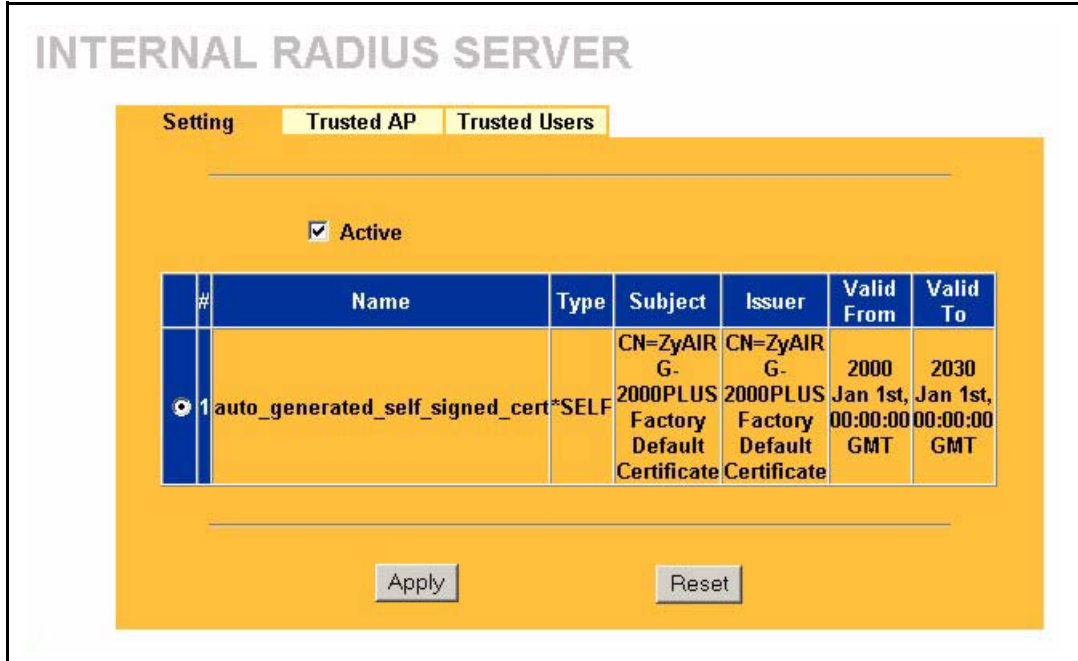 INTERNAL RADIUS SERVER
Setting Trusted AP Trusted Users
Active
# Name Type Subject Issuer Valid From Valid To
1 auto_generated_self_signed_cert *SELF CN=ZyAIR G-2000PLUS Factory Default Certificate CN=ZyAIR G-2000PLUS Factory Default Certificate 2000 Jan 1st, 00:00:00 GMT 2030 Jan 1st, 00:00:00 GMT
Apply Reset